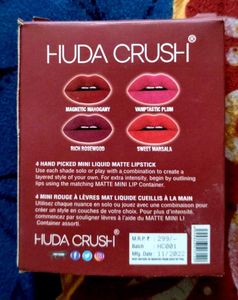 HUDA CRUSH®
MAGNETIC MAHOGANY
VAMPTASTIC PLUM
RICH ROSEWOOD
RED MARSALA
4 HAND PICKED MINI LIQUID MATTE LIPSTICK
Use each shade solo or play with a combination to create a
layered style of your own. For extra intensity, begin by outlining
lips using the matching MATTE MINI LIP Container.
4 MINI ROUGE À LÈVRES MAT LIQUIDE CUEILLIS À LA MAIN
Utilisez chaque nuance en solo ou jouez avec une combinaison pour
créer un style en couches de votre choix. Pour plus d'intensité,
commencez par souligner lèvres à l'aide du MATTE MINI LI
Container assorti.
HUDA CRUSH®
M.R.P ₹ 299/-
Batch HC001
Mfg. Date 11/2022